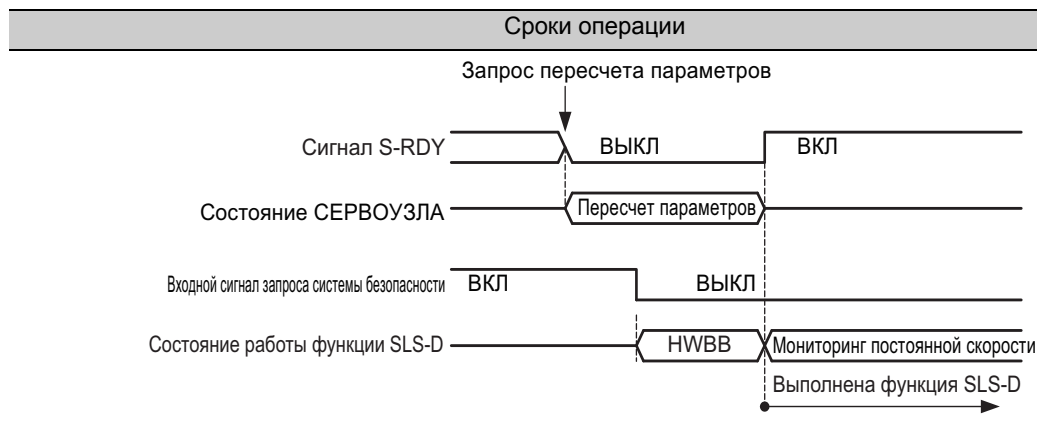 Сроки операции
Запрос пересчета параметров
Сигнал S-RDY ВЫКЛ ВКЛ
Состояние СЕРВОУЗЛА Пересчет параметров
Входной сигнал запроса системы безопасности ВКЛ ВЫКЛ
Состояние работы функции SLS-D HWBB Мониторинг постоянной скорости
Выполнена функция SLS-D